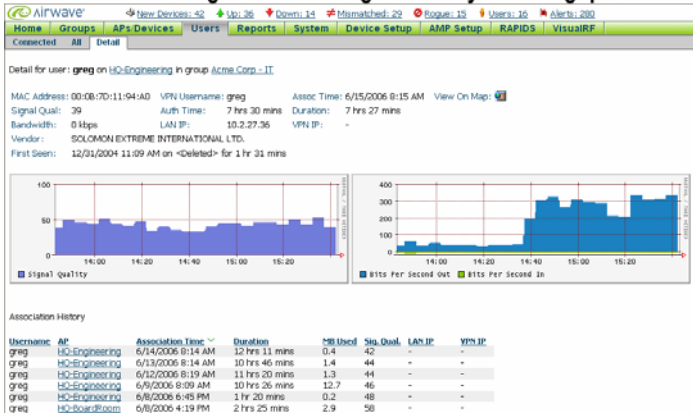 airwave
New Devices: 42 Up: 36 Down: 14 Mismatched: 29 Rogue: 15 Users: 16 Alerts: 280
Home Groups APs/Devices Users Reports System Device Setup AMP Setup RAPIDS VisualRF
Connected All Detail
Detail for user: greg on HQ-Engineering in group Acme Corp - IT
MAC Address: 00:0B:7D:11:94:A0 VPN Username: greg Assoc Time: 6/15/2006 8:15 AM View On Map:
Signal Qual: 39 Auth Time: 7 hrs 30 mins Duration: 7 hrs 27 mins
Bandwidth: 0 kbps LAN IP: 10.2.27.36 VPN IP: -
Vendor: SOLOMON EXTREME INTERNATIONAL LTD.
First Seen: 12/31/2004 11:09 AM on <Deleted> for 1 hr 31 mins
100
50
0
14:00 14:20 14:40 15:00 15:20
Signal Quality
400
300
200
100
0
14:00 14:20 14:40 15:00 15:20
Bits Per Second Out Bits Per Second In
Association History
Username AP Association Time Duration MB Used Sig. Qual. LAN IP VPN IP
greg HQ-Engineering 6/14/2006 8:14 AM 12 hrs 11 mins 0.4 42 - -
greg HQ-Engineering 6/13/2006 8:14 AM 10 hrs 46 mins 1.4 44 - -
greg HQ-Engineering 6/12/2006 8:19 AM 11 hrs 20 mins 1.3 44 - -
greg HQ-Engineering 6/9/2006 8:09 AM 10 hrs 26 mins 12.7 46 - -
greg HQ-Engineering 6/8/2006 6:45 PM 1 hr 20 mins 0.2 48 - -
greg HQ-BoardRoom 6/8/2006 4:19 PM 2 hrs 25 mins 2.9 58 - -